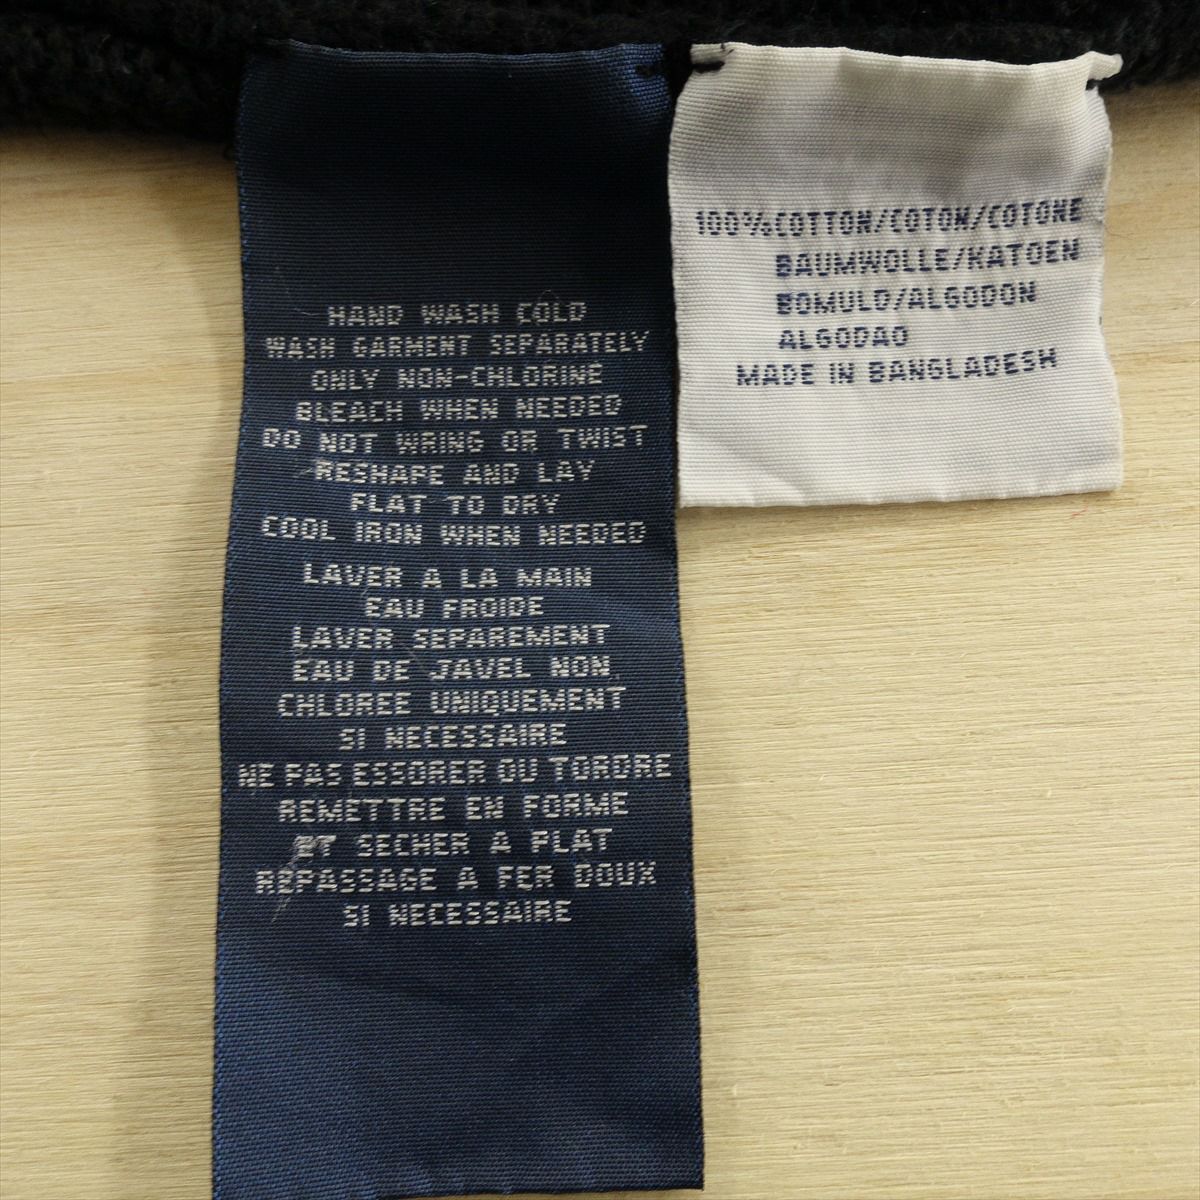 HAND WASH COLD
WASH GARMENT SEPARATELY
ONLY NON-CHLORINE
BLEACH WHEN NEEDED
DO NOT WRING OR TWIST
RESHAPE AND LAY
FLAT TO DRY
COOL IRON WHEN NEEDED
LAVER A LA MAIN
EAU FROIDE
LAVER SEPAREMENT
EAU DE JAVEL NON
CHLOREE UNIQUEMENT
SI NECESSAIRE
NE PAS ESSORER OU TORDRE
REMETTRE EN FORME
ET SECHER A PLAT
REPASSAGE A FER DOUX
SI NECESSAIRE
100%COTTON/COTON/COTONE
BAUMWOLLE/KATOEN
BOMULD/ALGODON
ALGODAO
MADE IN BANGLADESH